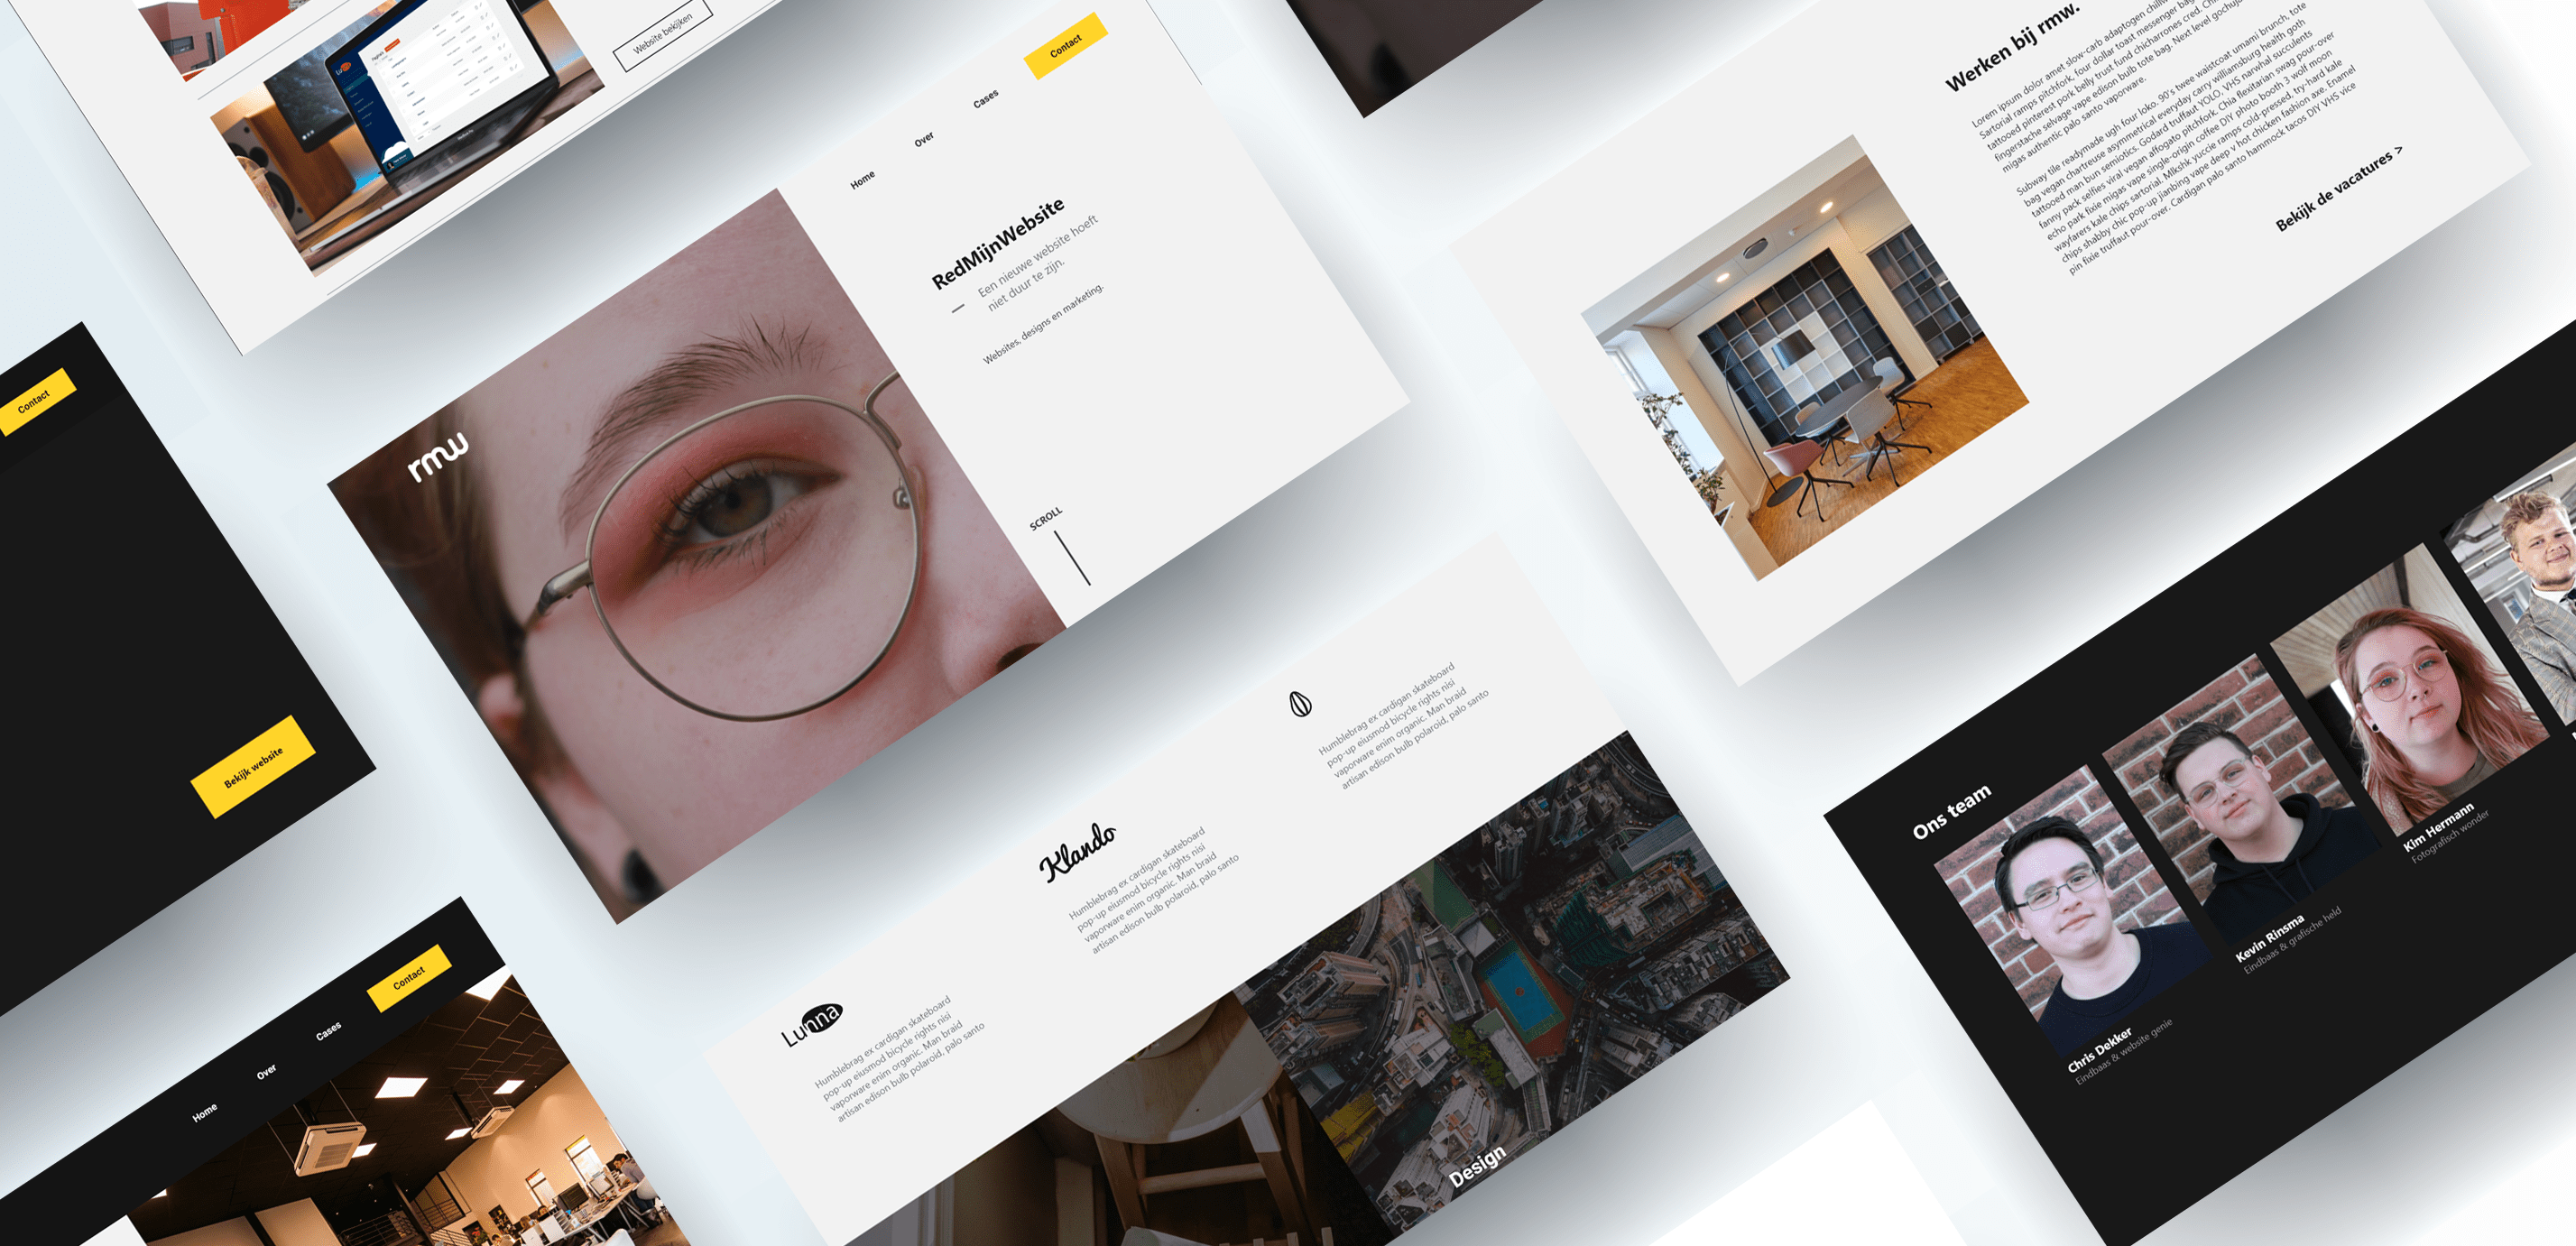 Website bekijken
Contact
Cases
Over
Home
RedMijnWebsite
Een nieuwe website hoeft
niet duur te zijn.
Websites, designs en marketing.
rmw
SCROLL
Werken bij rmw.
Lorem ipsum dolor amet slow-carb adaptogen
Sartorial ramps pitchfork, four dollar toast messenger
tattooed pinterest pork belly trust fund chicharrones cred.
fingerstache selvage vape edison bulb tote bag. Next level
migas authentic palo santo vaporware.
Subway tile readymade ugh four loko. 90's twee waistcoat umami brunch, tote
bag vegan chartreuse asymmetrical everyday carry williamsburg health goth
tattooed man bun semiotics. Godard truffaut YOLO, VHS narwhal succulents
fanny pack selfies viral vegan affogato pitchfork. Chia flexitarian swag pour-over
echo park fixie migas vape single-origin coffee DIY photo booth 3 wolf moon
wayfarers kale chips sartorial. Mlkshk yuccie ramps cold-pressed, try-hard kale
chips shabby chic pop-up jianbing vape deep v hot chicken fashion axe. Enamel
pin fixie truffaut pour-over. Cardigan palo santo hammock tacos DIY VHS vice
Bekijk de vacatures >
Contact
Bekijk website
Contact
Cases
Over
Home
Lunna
Humblebrag ex cardigan skateboard
pop-up eiusmod bicycle rights nisi
vaporware enim organic. Man braid
artisan edison bulb polaroid, palo santo
Klando
Humblebrag ex cardigan skateboard
pop-up eiusmod bicycle rights nisi
vaporware enim organic. Man braid
artisan edison bulb polaroid, palo santo
Humblebrag ex cardigan skateboard
pop-up eiusmod bicycle rights nisi
vaporware enim organic. Man braid
artisan edison bulb polaroid, palo santo
Design
Ons team
Chris Dekker
Eindbaas & website genie
Kevin Rinsma
Eindbaas & grafische held
Kim Hermann
Fotografisch wonder